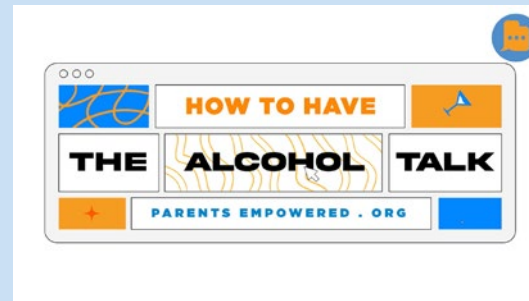 HOW TO HAVE
THE ALCOHOL TALK
PARENTS EMPOWERED . ORG